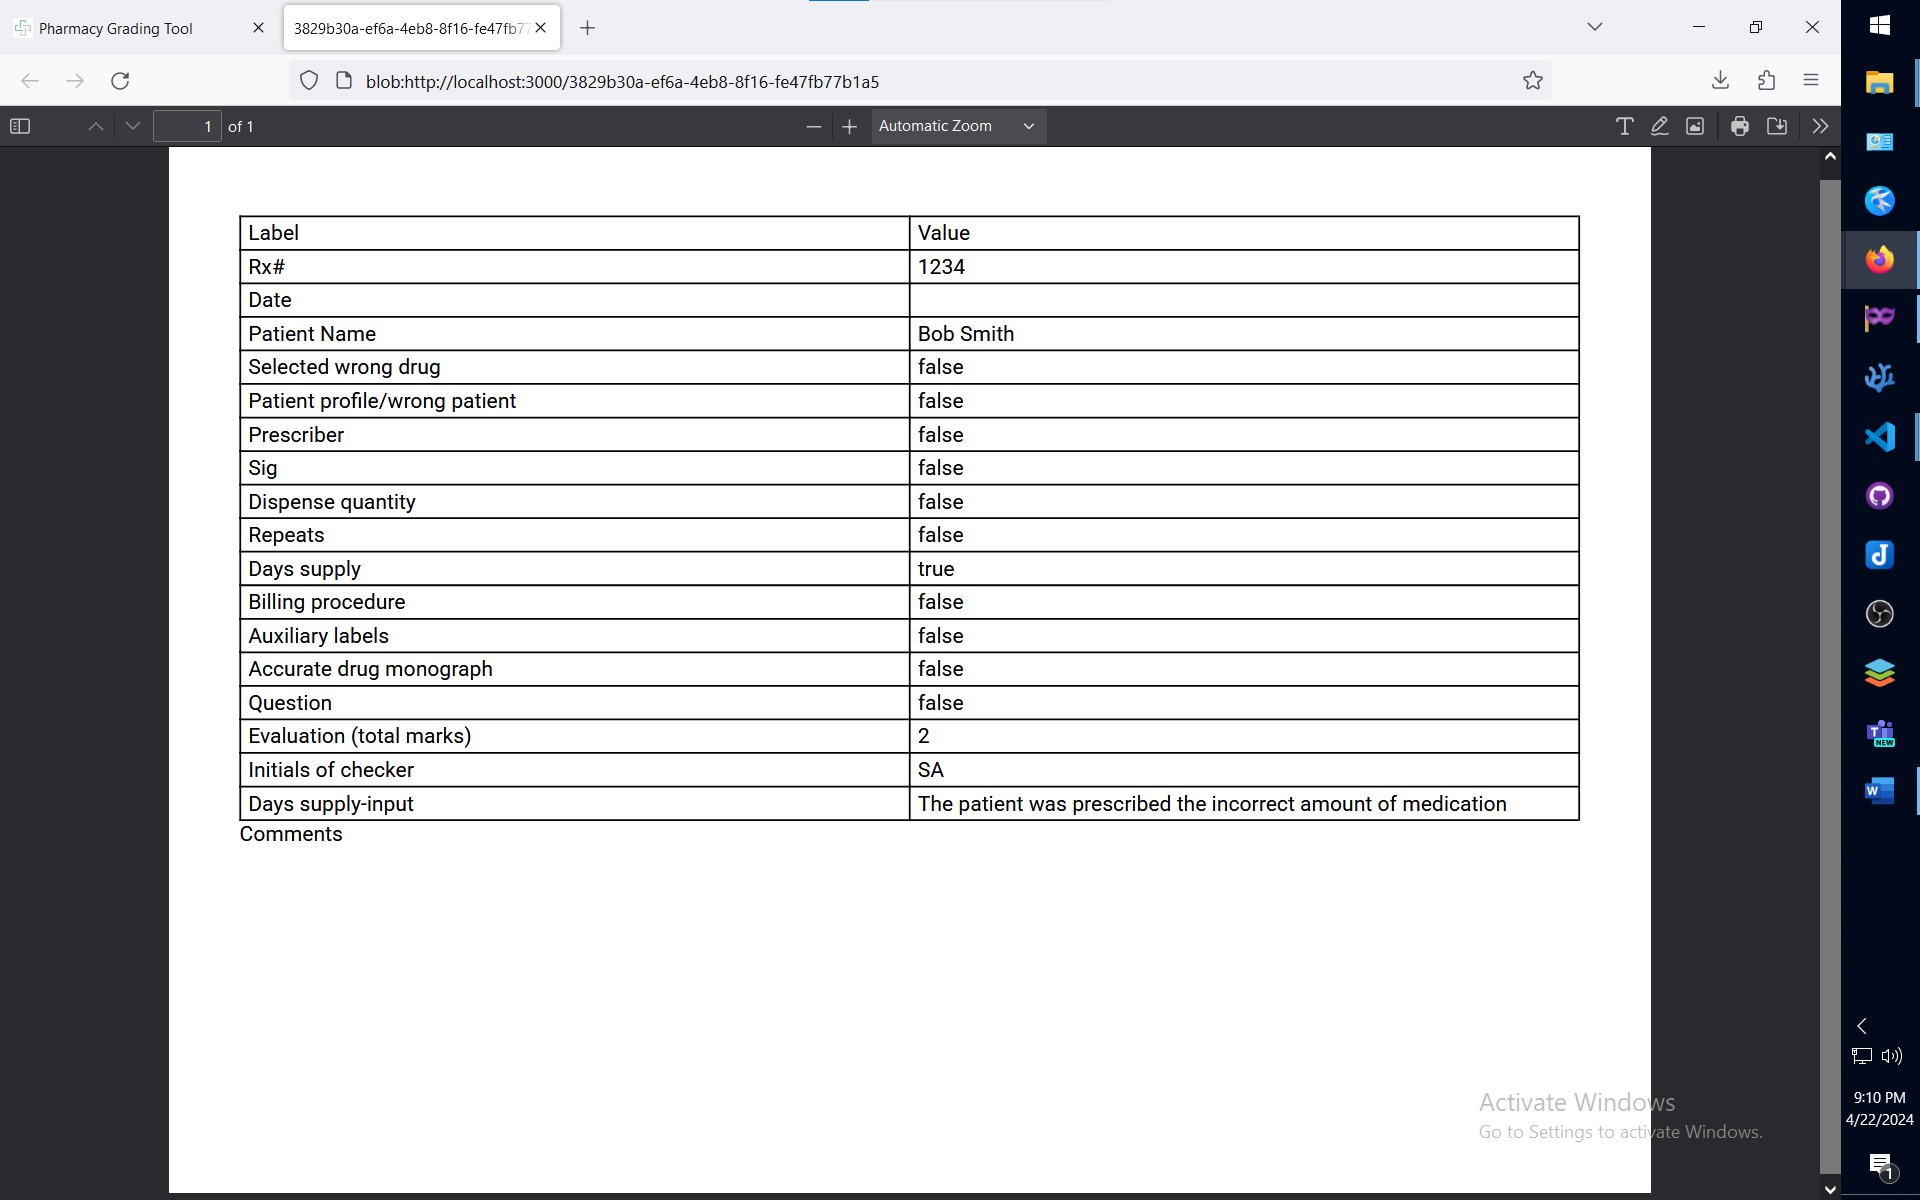 Pharmacy Grading Tool
3829b30a-ef6a-4eb8-8f16-fe47fb77
blob:http://localhost:3000/3829b30a-ef6a-4eb8-8f16-fe47fb77b1a5
1 of 1
Automatic Zoom
Label Value
Rx# 1234
Date
Patient Name Bob Smith
Selected wrong drug false
Patient profile/wrong patient false
Prescriber false
Sig false
Dispense quantity false
Repeats false
Days supply true
Billing procedure false
Auxiliary labels false
Accurate drug monograph false
Question false
Evaluation (total marks) 2
Initials of checker SA
Days supply-input The patient was prescribed the incorrect amount of medication
Comments
Activate Windows
Go to Settings to activate Windows.
NEW
9:10 PM
4/22/2024
1